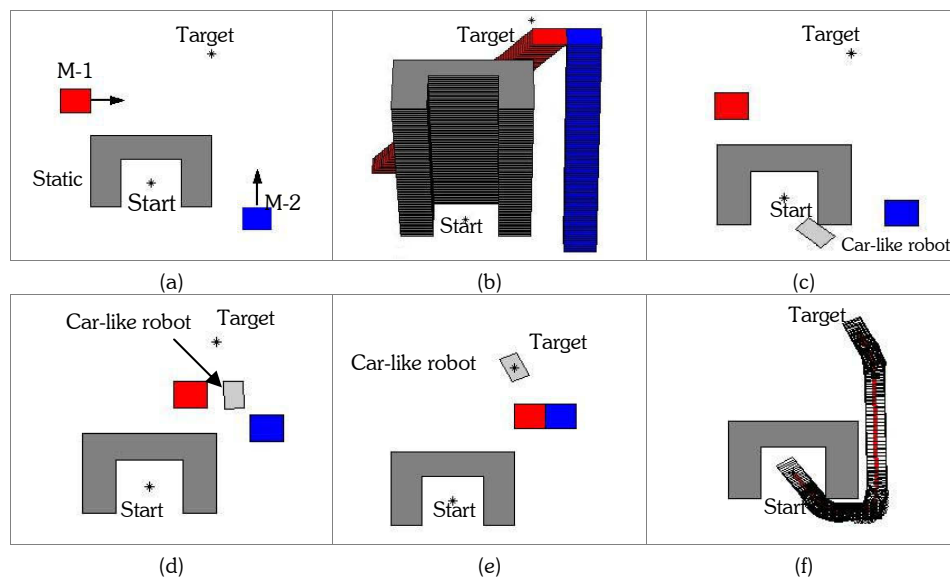 Target
M-1
Static
Start
M-2
(a)
Target
Start
(b)
Target
Start
Car-like robot
(c)
Car-like robot
Target
Start
(d)
Target
Car-like robot
Start
(e)
Target
Start
(f)